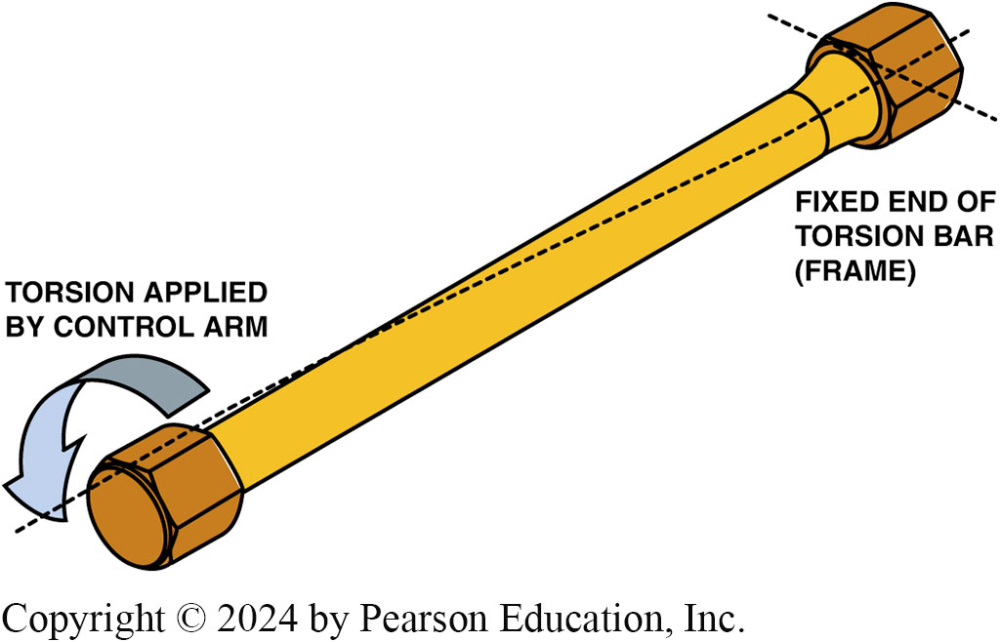 FIXED END OF
TORSION BAR
(FRAME)
TORSION APPLIED
BY CONTROL ARM
Copyright © 2024 by Pearson Education, Inc.